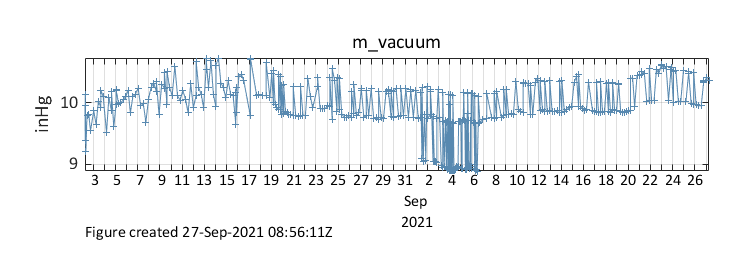 m_vacuum
inHg
10
9
3 5 7 9 11 13 15 17 19 21 23 25 27 29 31 2 4 6 8 10 12 14 16 18 20 22 24 26
Sep
2021
Figure created 27-Sep-2021 08:56:11Z